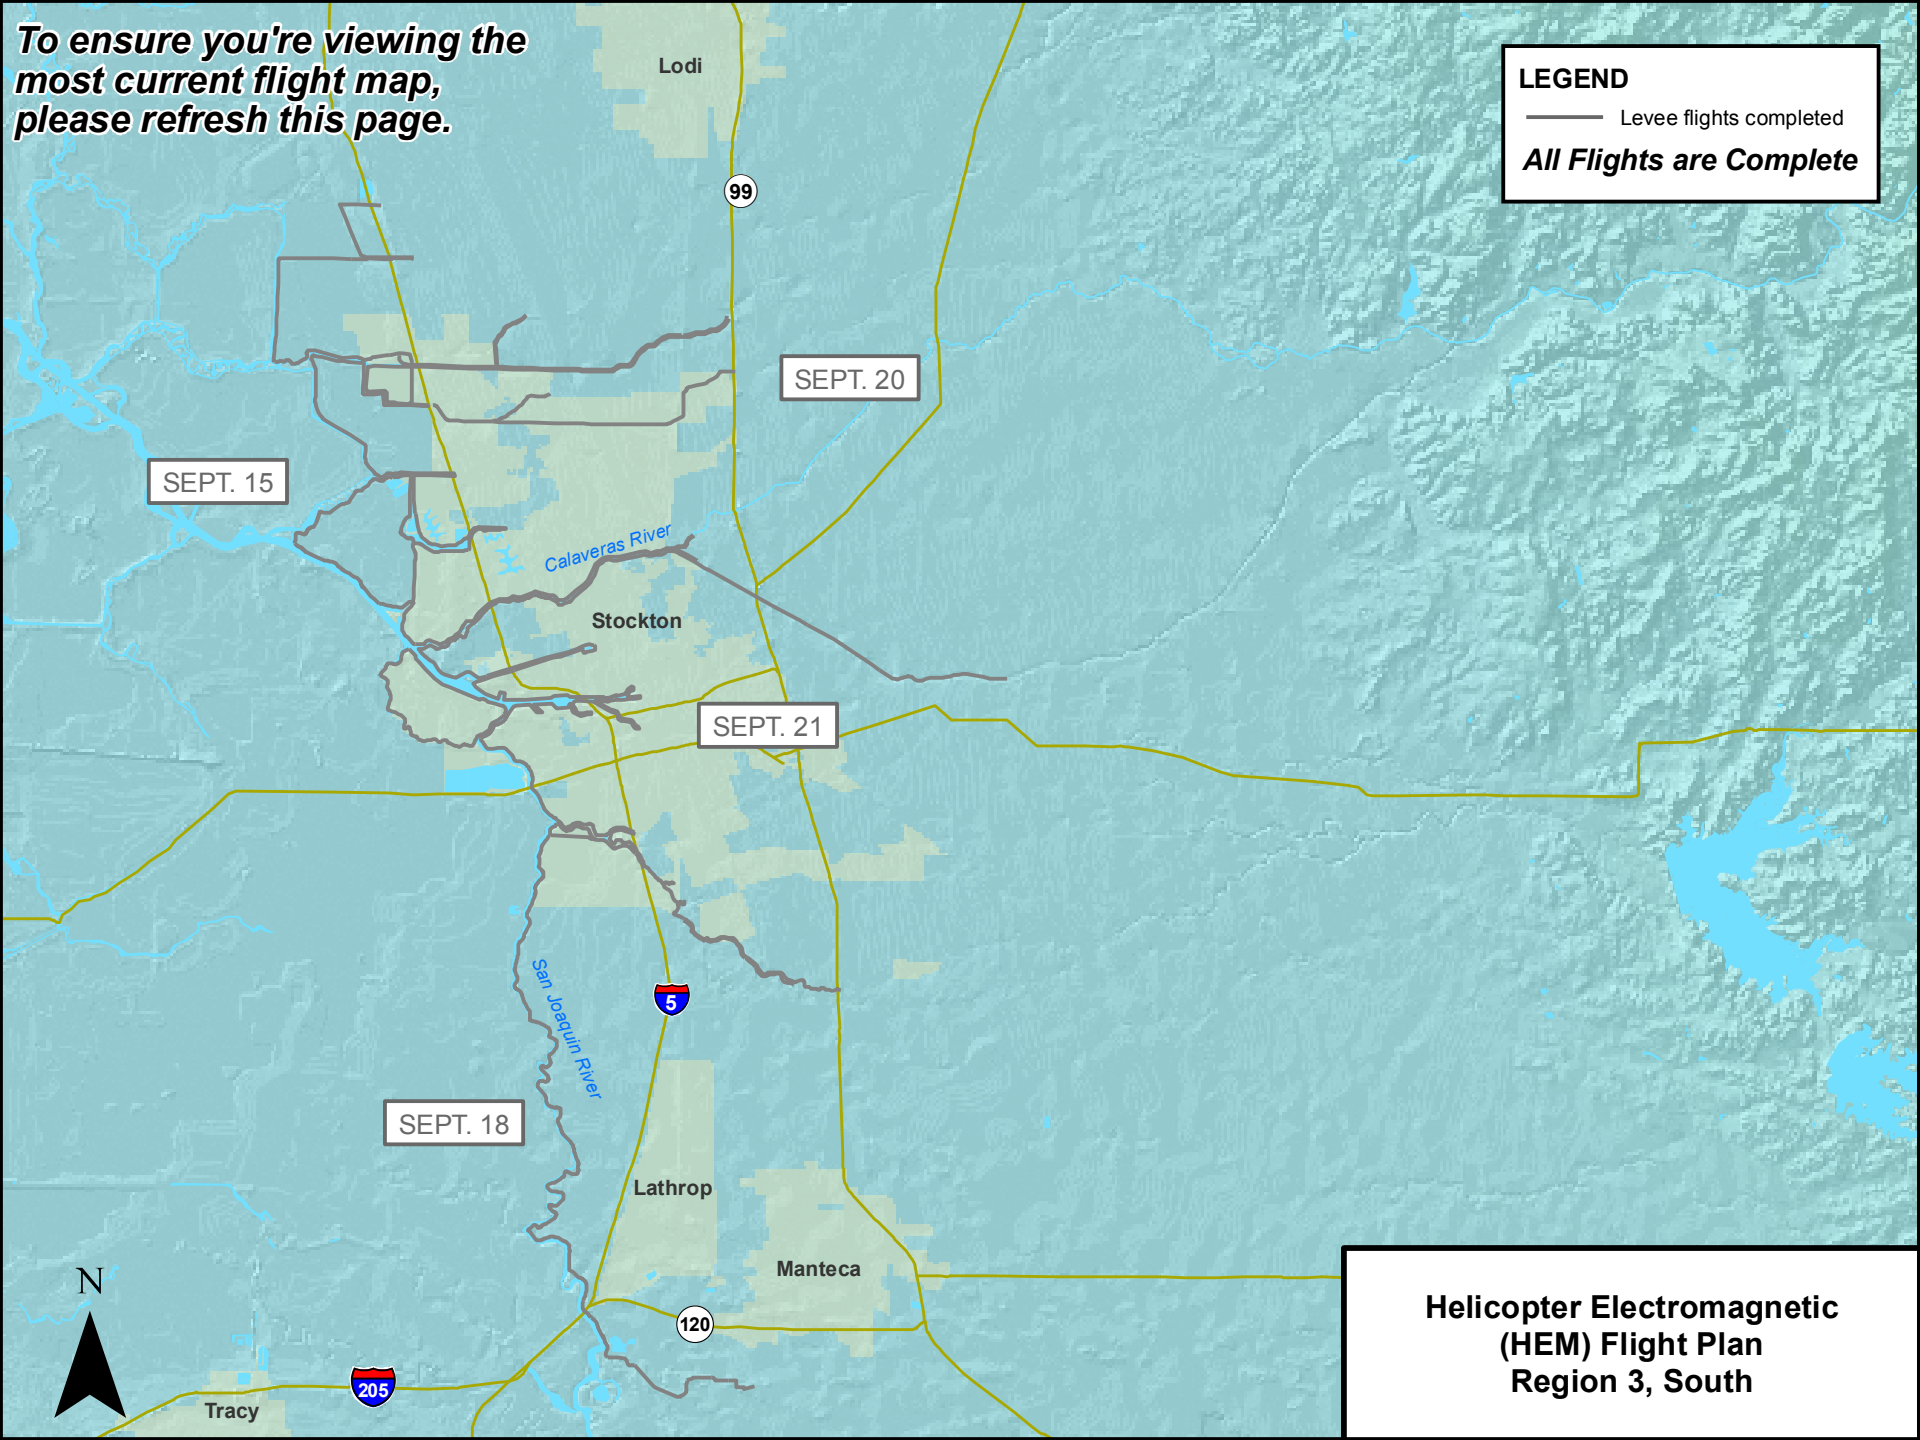 To ensure you're viewing the
most current flight map,
please refresh this page.
Lodi
LEGEND
Levee flights completed
All Flights are Complete
99
SEPT. 20
SEPT. 15
Calaveras River
Stockton
SEPT. 21
San Joaquin River
5
SEPT. 18
Lathrop
Manteca
N
120
205
Tracy
Helicopter Electromagnetic
(HEM) Flight Plan
Region 3, South